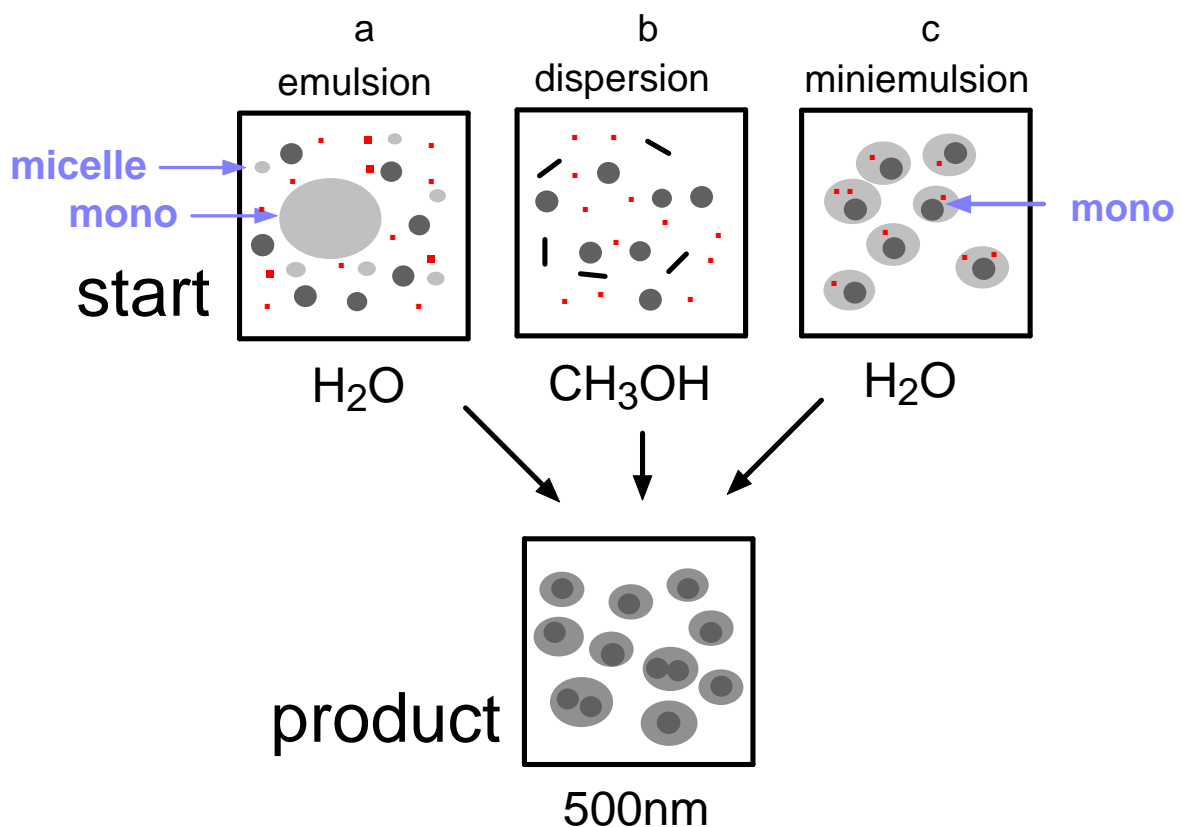 a
b
c
emulsion
dispersion
miniemulsion
micelle
mono
mono
start
H₂O
CH₃OH
H₂O
product
500nm